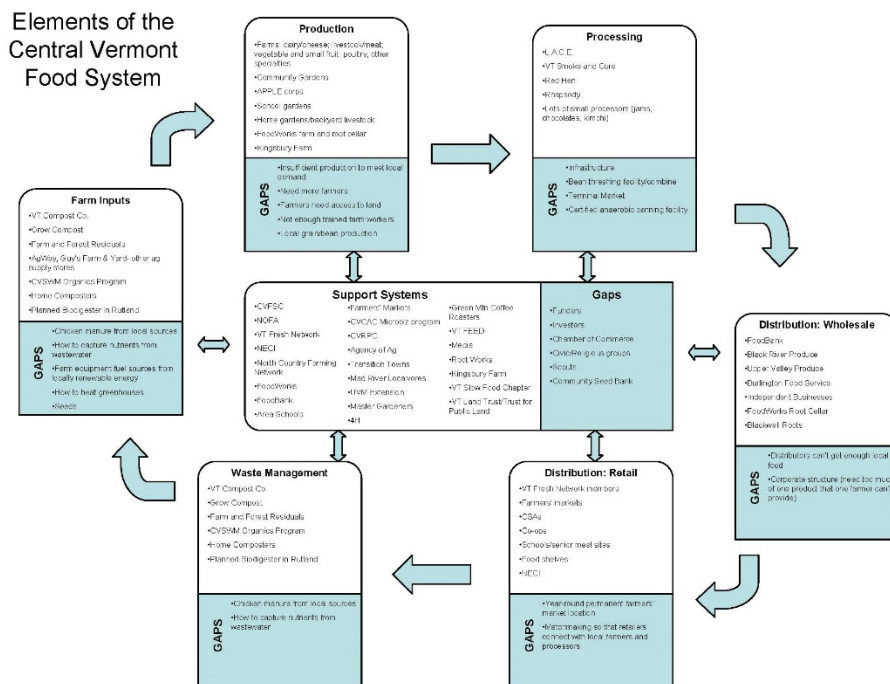 Elements of the
Central Vermont
Food System
Production
•Farms: dairy/cheese; livestock/meat;
vegetable and small fruit; poultry; other
specialties
•Community Gardens
•APPLE corps
•School gardens
•Home gardens/backyard livestock
•FoodWorks farm and root cellar
•Kingsbury Farm
GAPS
•Insufficient production to meet local
demand
•Need more farmers
•Farmers need access to land
•Not enough trained farm workers
•Local grain/bean production
Processing
•L.A.C.E.
•VT Smoke and Cure
•Red Hen
•Rhapsody
•Lots of small processors (jams,
chocolates, kimchi)
GAPS
•Infrastructure
•Bean threshing facility/combine
•Terminal Market
•Certified anaerobic canning facility
Farm Inputs
•VT Compost Co.
•Grow Compost
•Farm and Forest Residuals
•AgWay, Guy's Farm & Yard- other ag
supply stores
•CVSWM Organics Program
•Home Composters
•Planned Biodigester in Rutland
GAPS
•Chicken manure from local sources
•How to capture nutrients from
wastewater
•Farm equipment fuel sources from
locally renewable energy
•How to heat greenhouses
•Seeds
Support Systems
•CVFSC
•NOFA
•VT Fresh Network
•NECI
•North Country Farming
Network
•FoodWorks
•FoodBank
•Area Schools
•Farmers' Markets
•CVCAC Microbiz program
•CVRPC
•Agency of Ag
•Transition Towns
•Mad River Locavores
•UVM Extension
•Master Gardeners
•4H
•Green Mtn Coffee
Roasters
•VT FEED
•Media
•Root Works
•Kingsbury Farm
•VT Slow Food Chapter
•VT Land Trust/Trust for
Public Land
Gaps
•Funders
•Investors
•Chamber of Commerce
•Civic/Religious groups
•Scouts
•Community Seed Bank
Distribution: Wholesale
•FoodBank
•Black River Produce
•Upper Valley Produce
•Burlington Food Service
•Independent Businesses
•FoodWorks Root Cellar
•Blackwell Roots
GAPS
•Distributors can't get enough local
food
•Corporate structure (need too much
of one product that one farmer can't
provide)
Waste Management
•VT Compost Co.
•Grow Compost
•Farm and Forest Residuals
•CVSWM Organics Program
•Home Composters
•Planned Biodigester in Rutland
GAPS
•Chicken manure from local sources
•How to capture nutrients from
wastewater
Distribution: Retail
•VT Fresh Network members
•Farmers' markets
•CSAs
•Co-ops
•Schools/senior meal sites
•Food shelves
•NECI
GAPS
•Year-round permanent farmers'
market location
•Matchmaking so that retailers
connect with local farmers and
processors